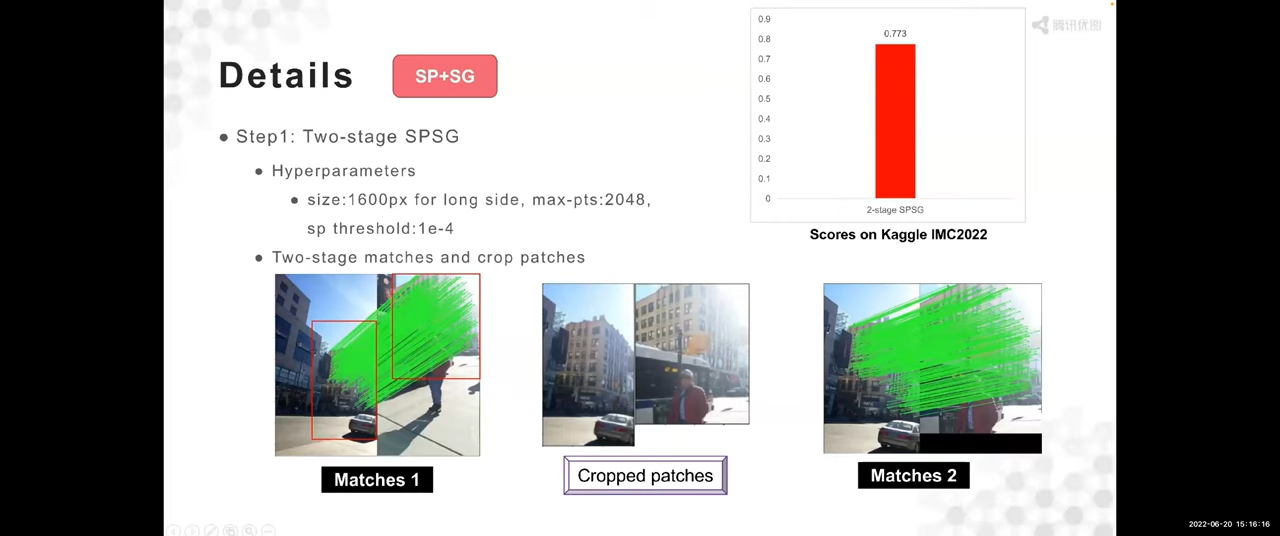 Details
SP+SG
● Step1: Two-stage SPSG
● Hyperparameters
● size:1600px for long side, max-pts:2048,
sp threshold:1e-4
● Two-stage matches and crop patches
0.9
0.8
0.7
0.6
0.5
0.4
0.3
0.2
0.1
0
0.773
2-stage SPSG
Scores on Kaggle IMC2022
腾讯优图
Matches 1
Cropped patches
Matches 2
2022-06-20 15:16:16